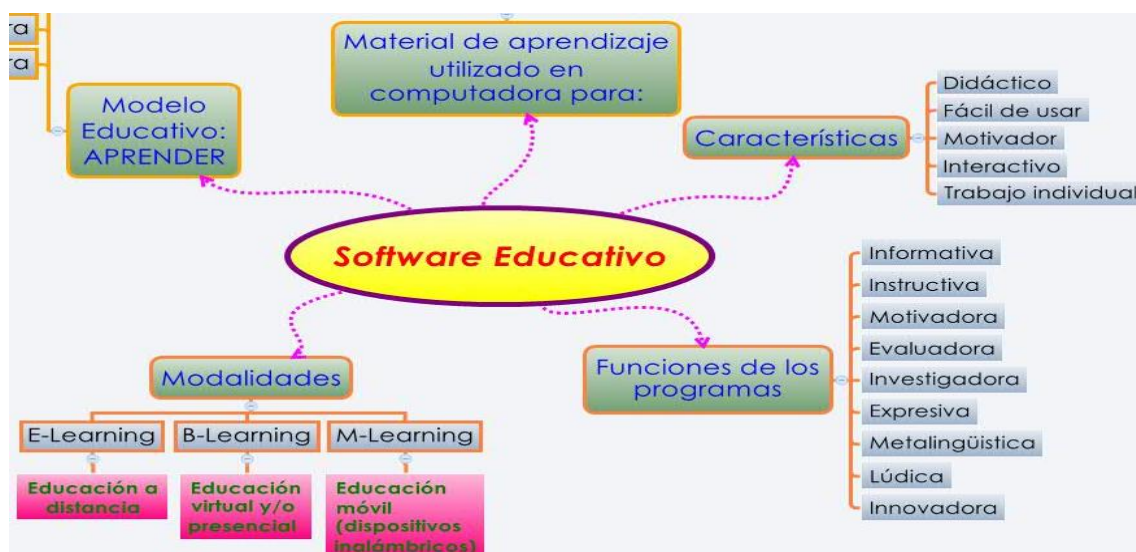 Material de aprendizaje
utilizado en
computadora para:
Modelo
Educativo:
APRENDER
Características
Didáctico
Fácil de usar
Motivador
Interactivo
Trabajo individual
Software Educativo
Modalidades
E-Learning
B-Learning
M-Learning
Educación a
distancia
Educación
virtual y/o
presencial
Educación
móvil
(dispositivos
inalámbricos)
Funciones de los
programas
Informativa
Instructiva
Motivadora
Evaluadora
Investigadora
Expresiva
Metalingüistica
Lúdica
Innovadora